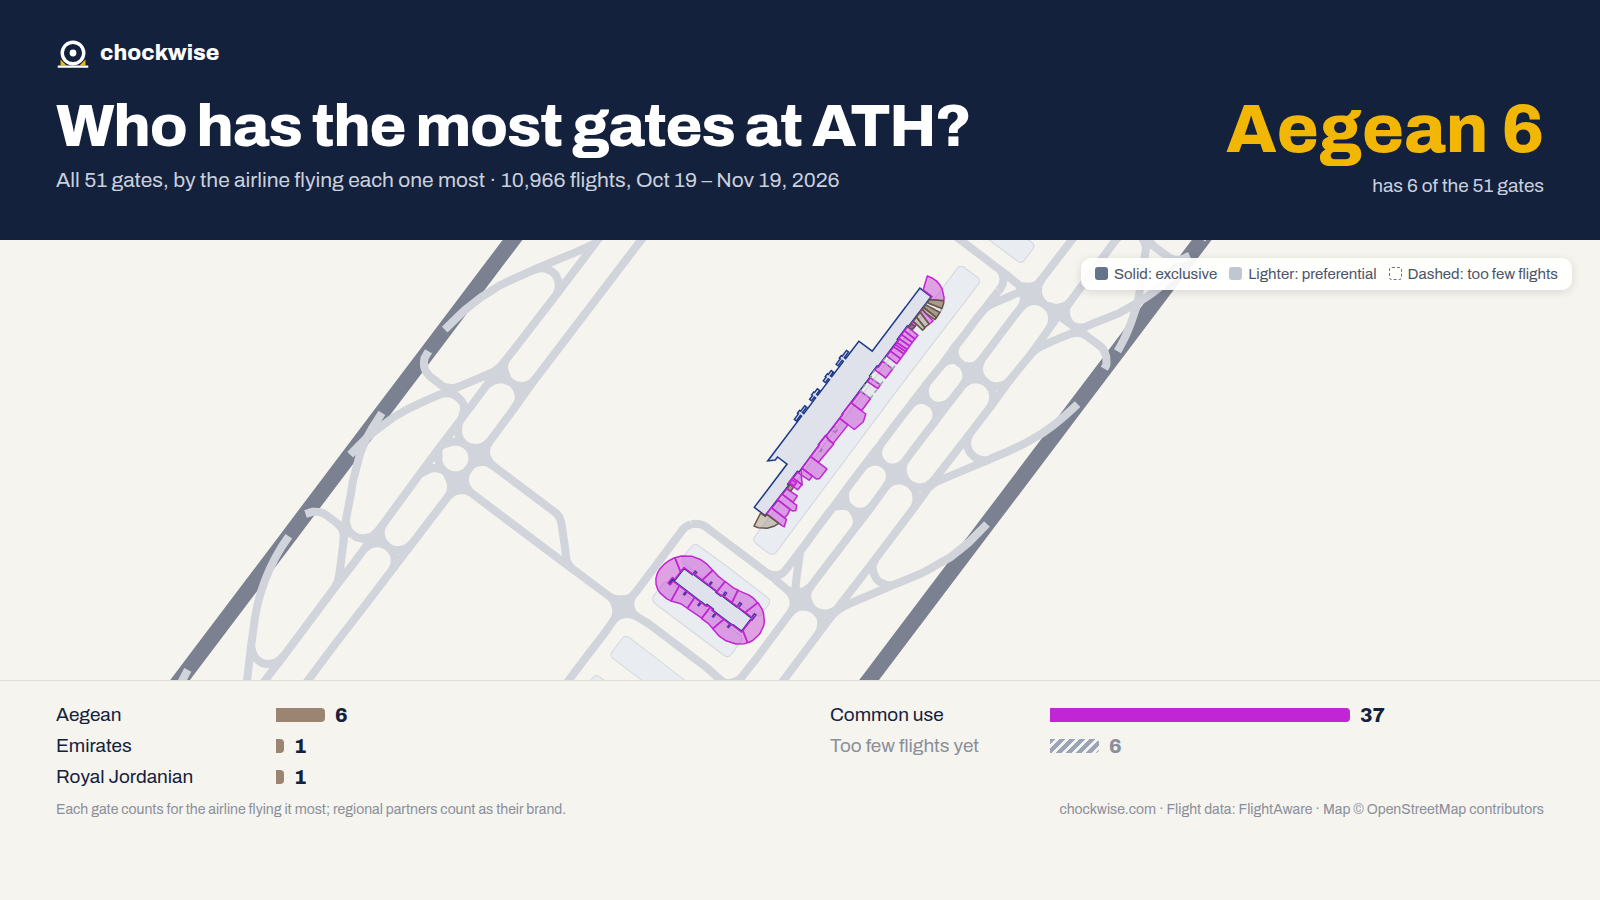 chockwise
Who has the most gates at ATH?
All 51 gates, by the airline flying each one most · 10,966 flights, Oct 19 – Nov 19, 2026
Aegean 6
has 6 of the 51 gates
Solid: exclusive Lighter: preferential Dashed: too few flights
Aegean 6
Emirates 1
Royal Jordanian 1
Common use 37
Too few flights yet 6
Each gate counts for the airline flying it most; regional partners count as their brand.
chockwise.com · Flight data: FlightAware · Map © OpenStreetMap contributors